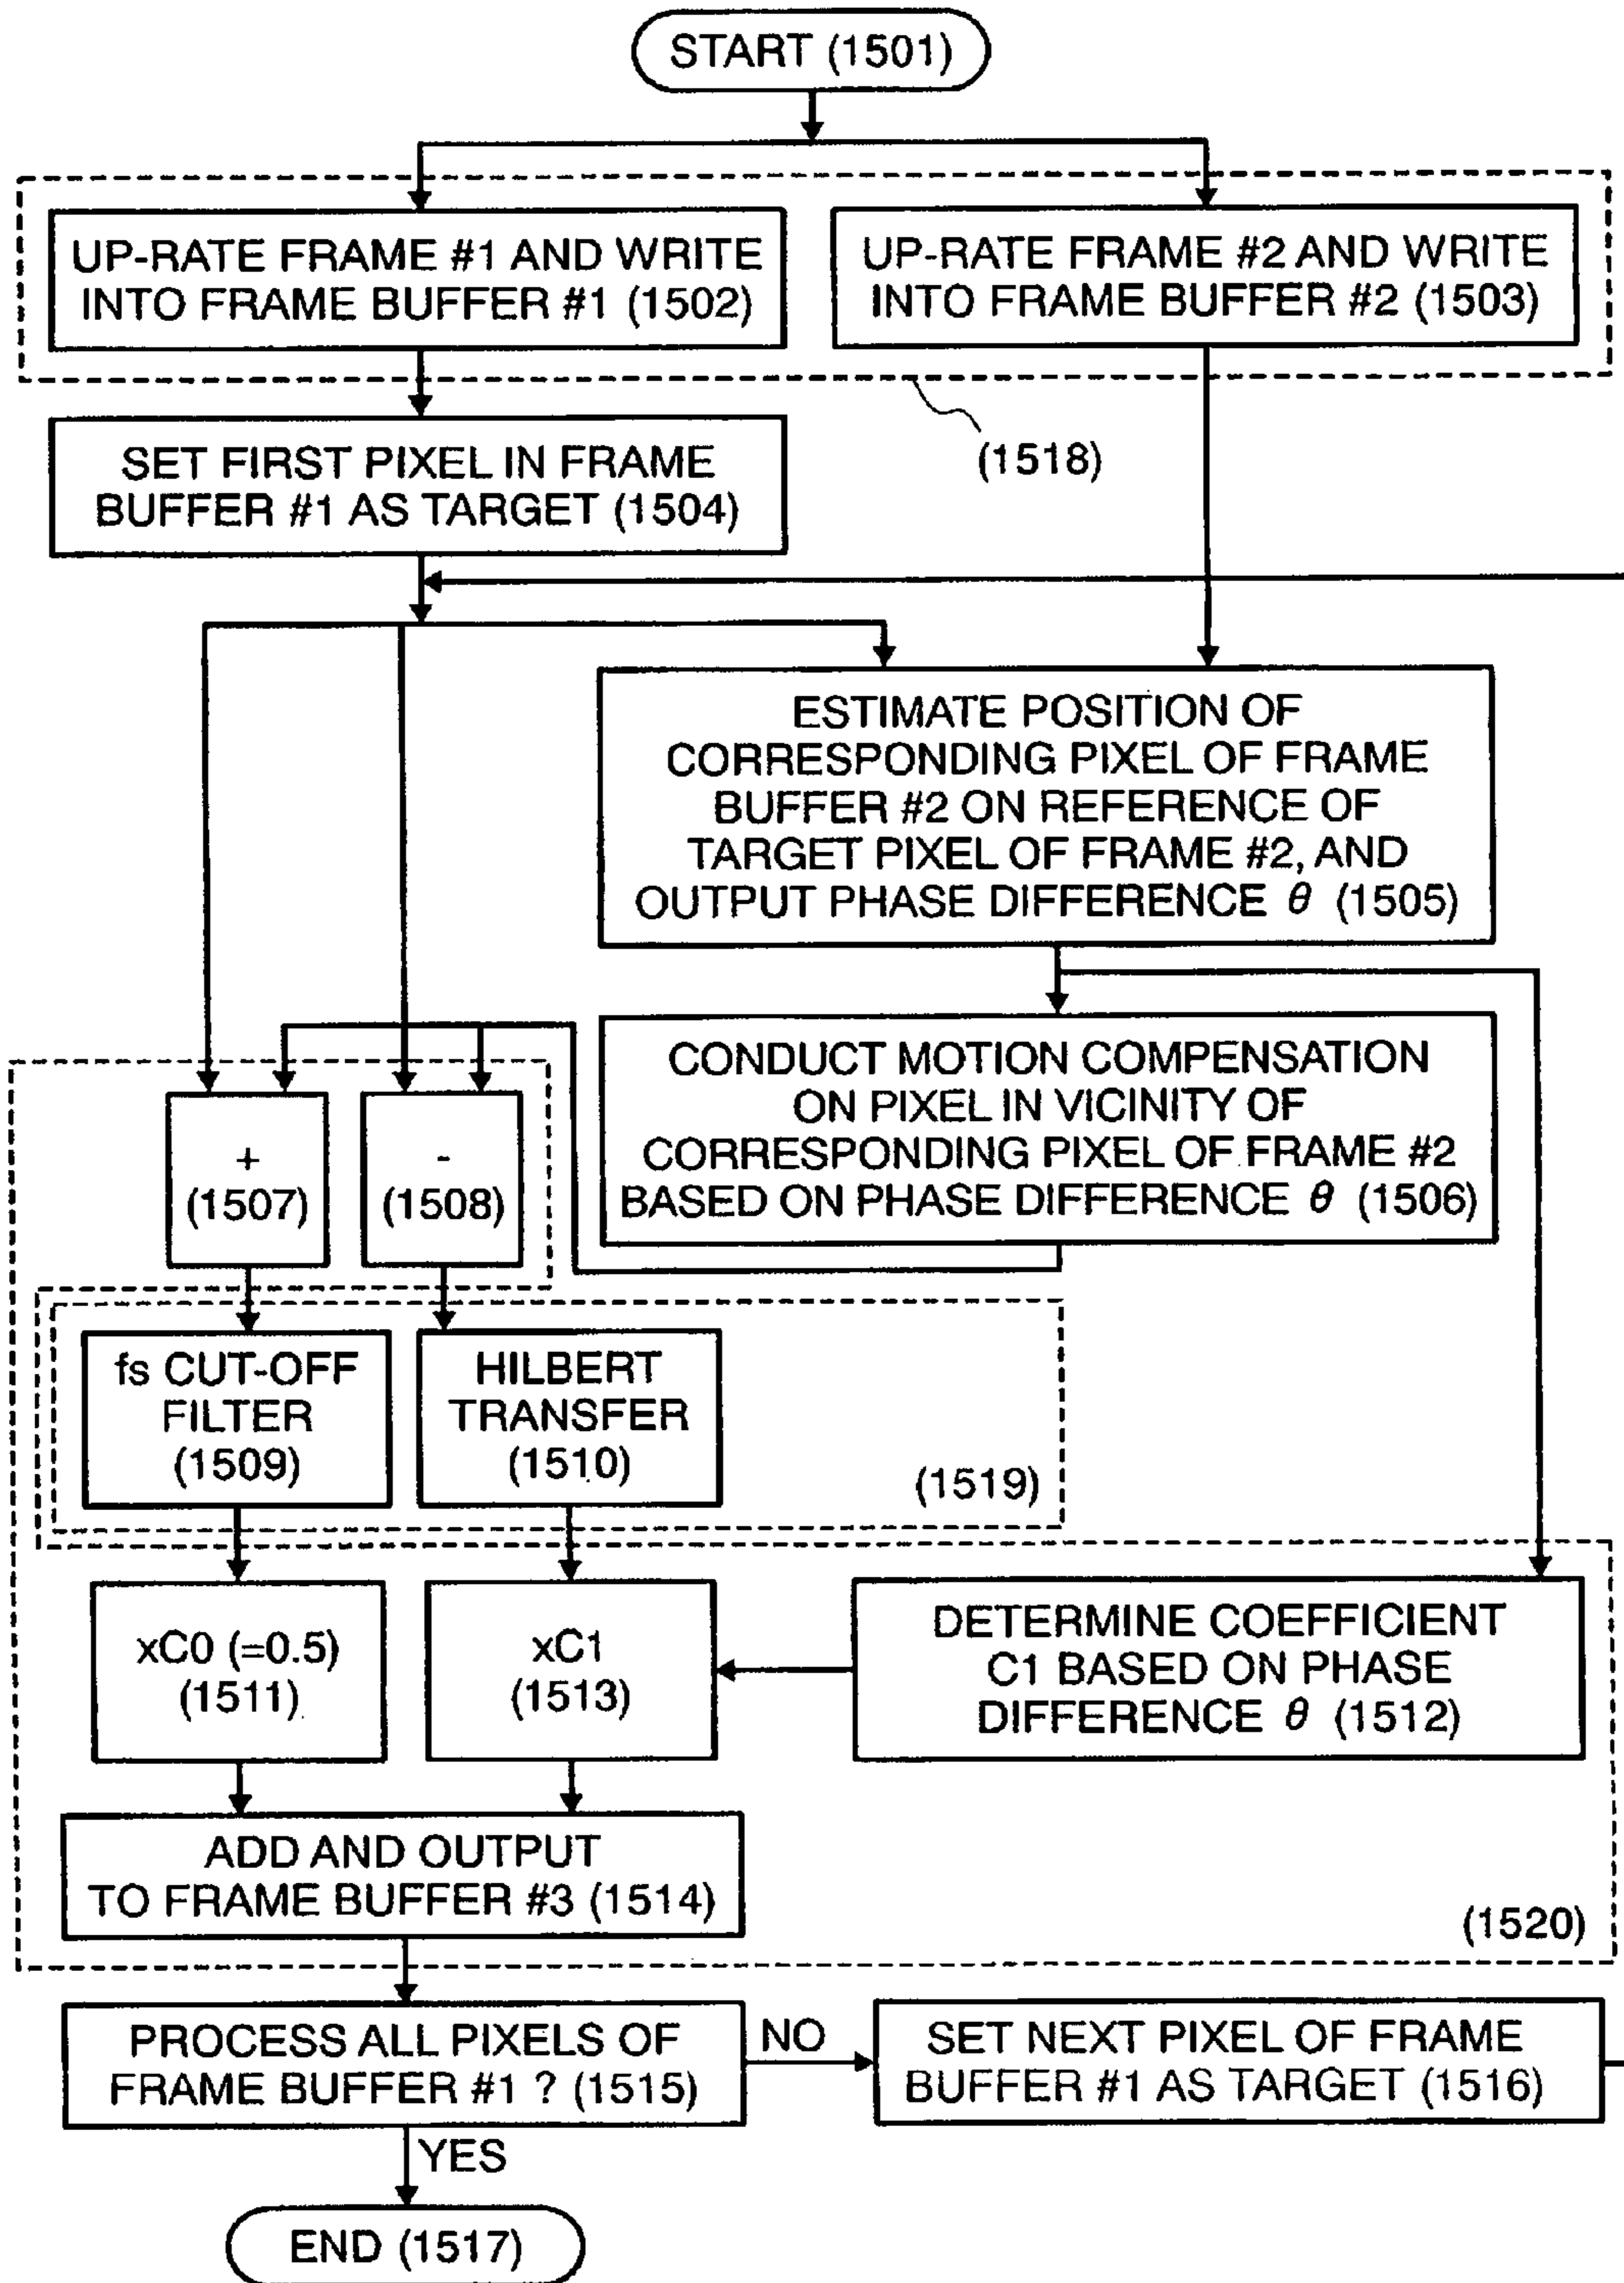 START (1501)
UP-RATE FRAME #1 AND WRITE
INTO FRAME BUFFER #1 (1502)
UP-RATE FRAME #2 AND WRITE
INTO FRAME BUFFER #2 (1503)
(1518)
SET FIRST PIXEL IN FRAME
BUFFER #1 AS TARGET (1504)
ESTIMATE POSITION OF
CORRESPONDING PIXEL OF FRAME
BUFFER #2 ON REFERENCE OF
TARGET PIXEL OF FRAME #2, AND
OUTPUT PHASE DIFFERENCE θ (1505)
CONDUCT MOTION COMPENSATION
ON PIXEL IN VICINITY OF
CORRESPONDING PIXEL OF FRAME #2
BASED ON PHASE DIFFERENCE θ (1506)
+
(1507)
-
(1508)
fs CUT-OFF
FILTER
(1509)
HILBERT
TRANSFER
(1510)
(1519)
xC0 (=0.5)
(1511)
xC1
(1513)
DETERMINE COEFFICIENT
C1 BASED ON PHASE
DIFFERENCE θ (1512)
ADD AND OUTPUT
TO FRAME BUFFER #3 (1514)
(1520)
PROCESS ALL PIXELS OF
FRAME BUFFER #1 ? (1515)
NO
SET NEXT PIXEL OF FRAME
BUFFER #1 AS TARGET (1516)
YES
END (1517)